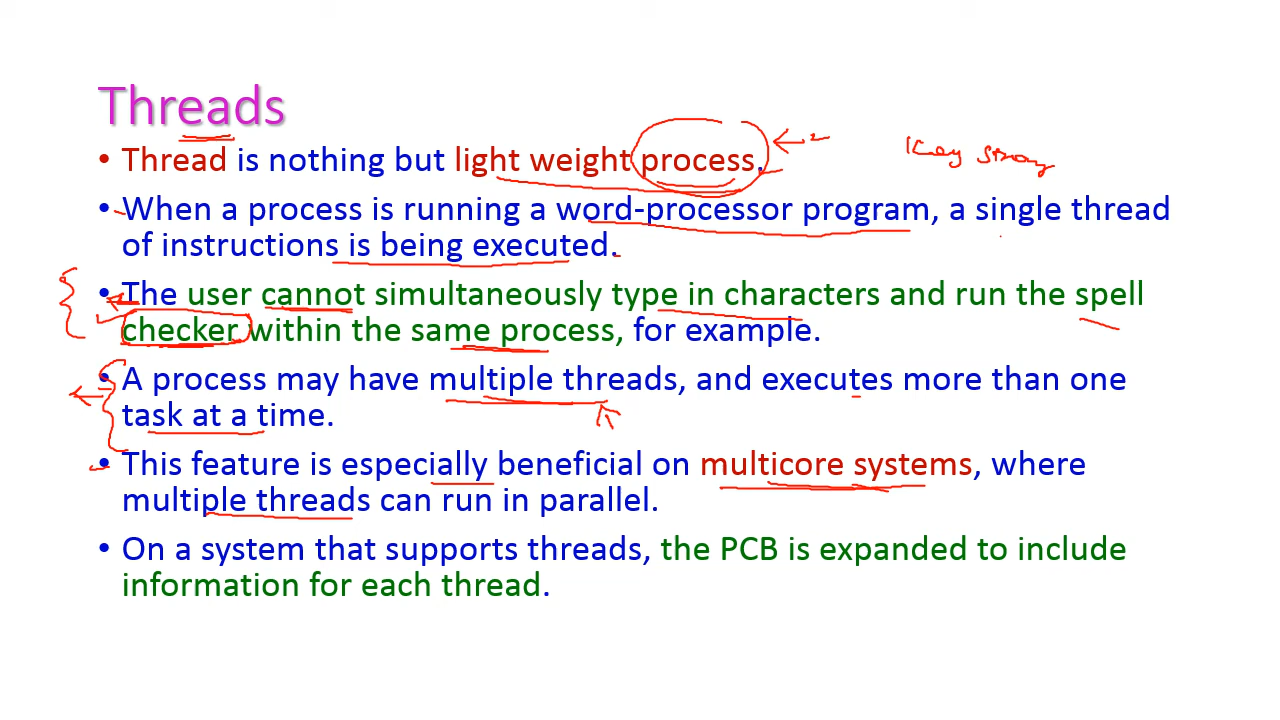 Threads
• Thread is nothing but light weight process.
Key strong
• When a process is running a word-processor program, a single thread
of instructions is being executed.
• The user cannot simultaneously type in characters and run the spell
checker within the same process, for example.
• A process may have multiple threads, and executes more than one
task at a time.
• This feature is especially beneficial on multicore systems, where
multiple threads can run in parallel.
• On a system that supports threads, the PCB is expanded to include
information for each thread.